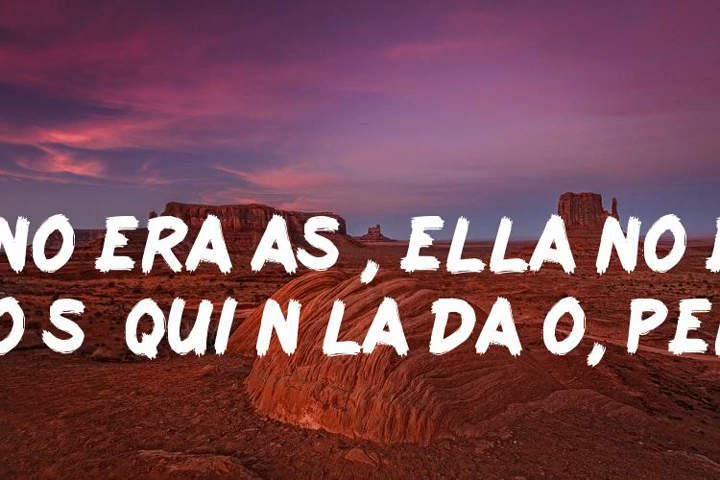 NO ERA AS, ELLA NO
OS QUI N LA DA O, PE